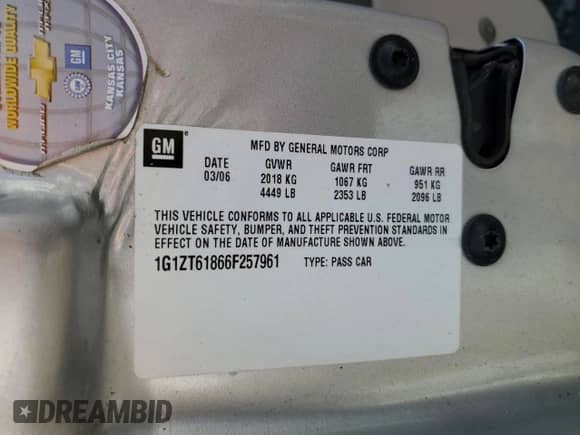 WORLDWIDE QUALITY
GM
KANSAS CITY
KANSAS
GM
MFD BY GENERAL MOTORS CORP
DATE GVWR GAWR FRT GAWR RR
03/06 2018 KG 1067 KG 951 KG
4449 LB 2353 LB 2096 LB
THIS VEHICLE CONFORMS TO ALL APPLICABLE U.S. FEDERAL MOTOR
VEHICLE SAFETY, BUMPER, AND THEFT PREVENTION STANDARDS IN
EFFECT ON THE DATE OF MANUFACTURE SHOWN ABOVE.
1G1ZT61866F257961 TYPE: PASS CAR
DREAMBID